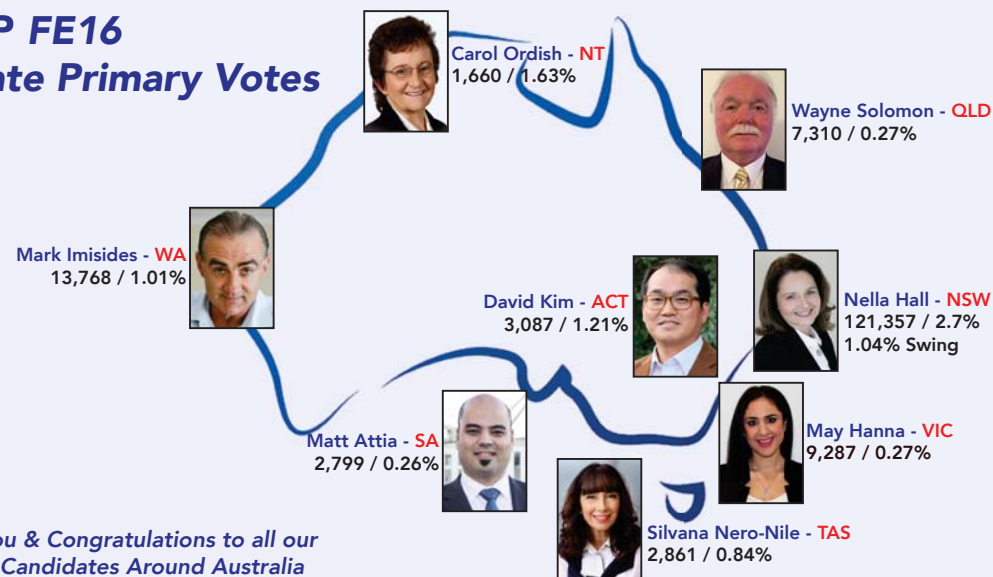 P FE16
ate Primary Votes
Carol Ordish - NT
1,660 / 1.63%
Wayne Solomon - QLD
7,310 / 0.27%
Mark Imisides - WA
13,768 / 1.01%
David Kim - ACT
3,087 / 1.21%
Nella Hall - NSW
121,357 / 2.7%
1.04% Swing
Matt Attia - SA
2,799 / 0.26%
May Hanna - VIC
9,287 / 0.27%
Silvana Nero-Nile - TAS
2,861 / 0.84%
ou & Congratulations to all our
Candidates Around Australia